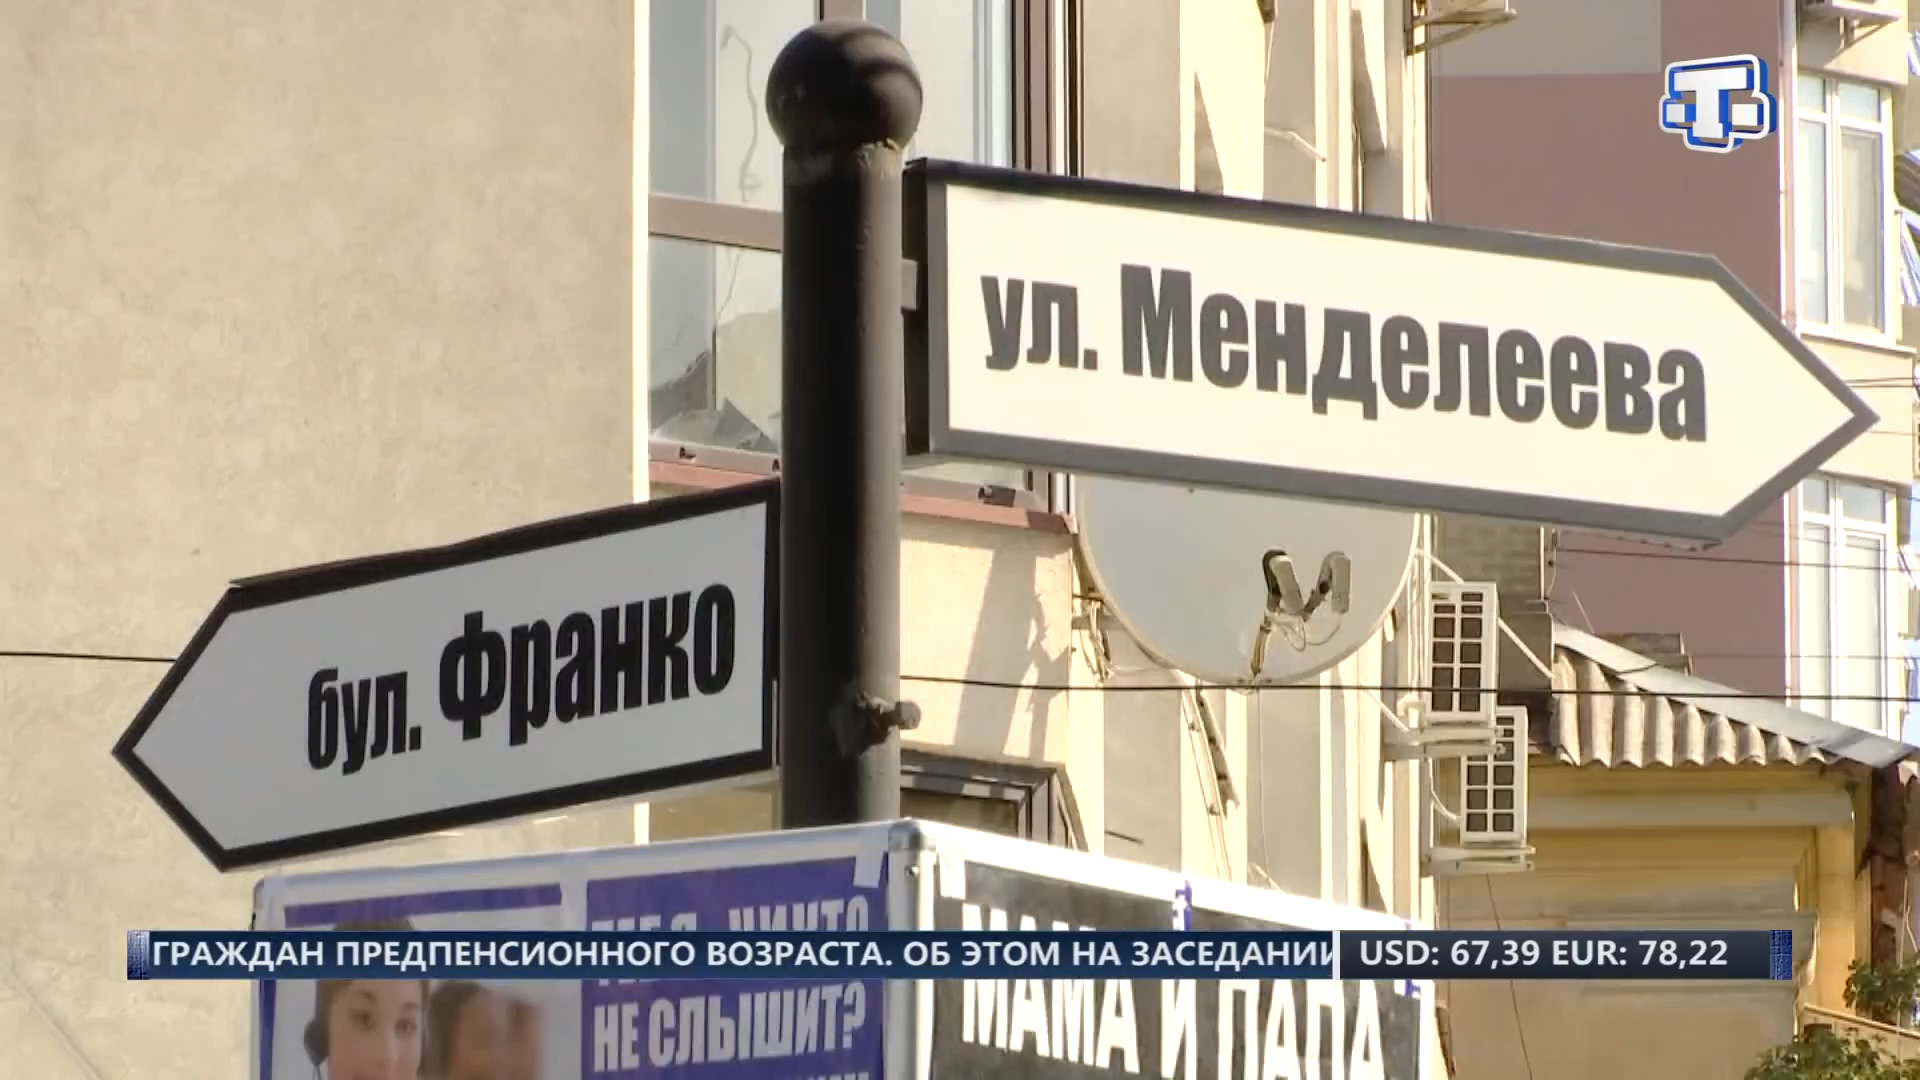 ул. Менделеева
бул. Франко
НЕ СЛЫШИТ?
МАМА И ПАПА
ГРАЖДАН ПРЕДПЕНСИОННОГО ВОЗРАСТА. ОБ ЭТОМ НА ЗАСЕДАНИИ
USD: 67,39 EUR: 78,22